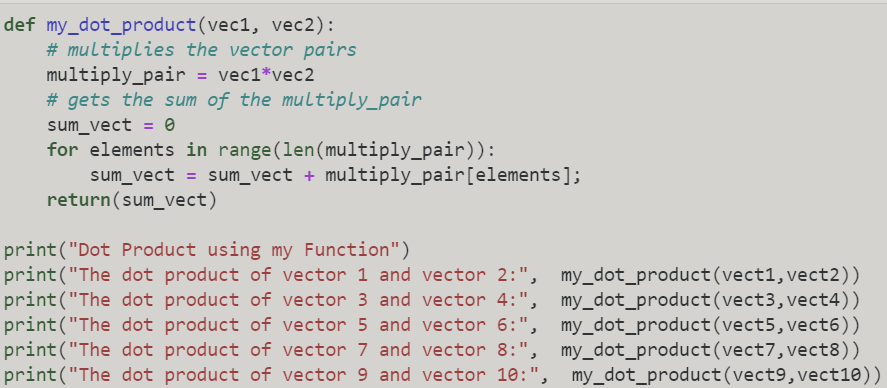 def my_dot_product(vec1, vec2):
    # multiplies the vector pairs
    multiply_pair = vec1*vec2
    # gets the sum of the multiply_pair
    sum_vect = 0
    for elements in range(len(multiply_pair)):
        sum_vect = sum_vect + multiply_pair[elements];
    return(sum_vect)

print("Dot Product using my Function")
print("The dot product of vector 1 and vector 2:",  my_dot_product(vect1,vect2))
print("The dot product of vector 3 and vector 4:",  my_dot_product(vect3,vect4))
print("The dot product of vector 5 and vector 6:",  my_dot_product(vect5,vect6))
print("The dot product of vector 7 and vector 8:",  my_dot_product(vect7,vect8))
print("The dot product of vector 9 and vector 10:",  my_dot_product(vect9,vect10))